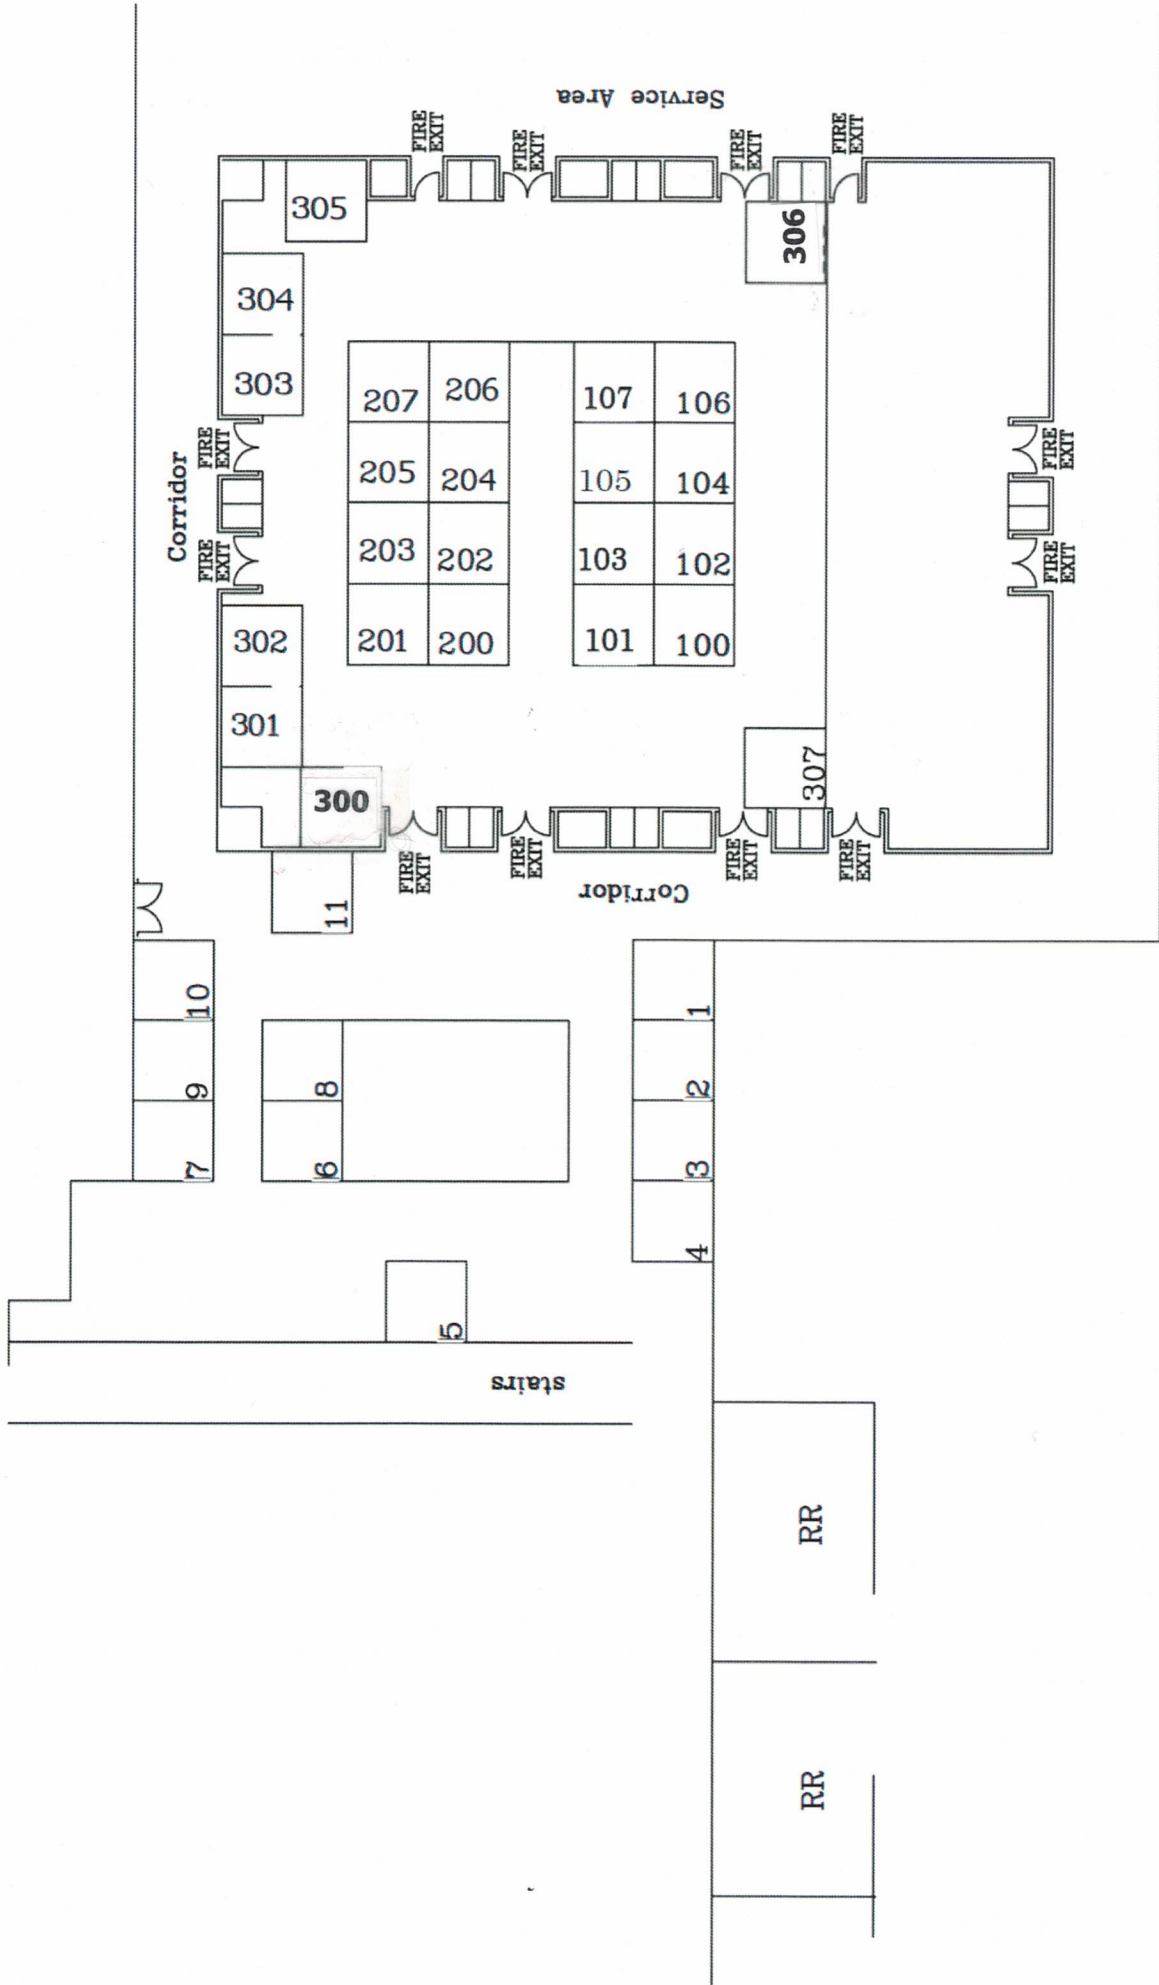 Service Area
FIRE
EXIT
FIRE
EXIT
FIRE
EXIT
FIRE
EXIT
305
306
304
303
207
206
107
106
Corridor
FIRE
EXIT
FIRE
EXIT
205
204
105
104
FIRE
EXIT
FIRE
EXIT
203
202
103
102
302
201
200
101
100
301
300
307
FIRE
EXIT
FIRE
EXIT
FIRE
EXIT
FIRE
EXIT
Corridor
11
10
1
9
8
2
7
6
3
4
5
stairs
RR
RR